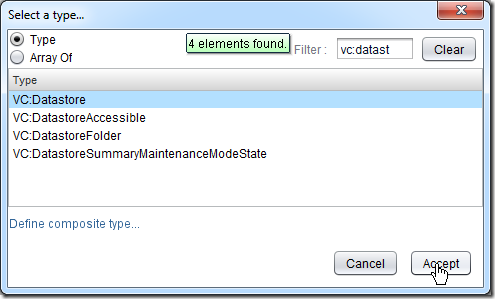 Select a type...
Type
Array Of
4 elements found.
Filter :
vc:datast
Clear
Type
VC:Datastore
VC:DatastoreAccessible
VC:DatastoreFolder
VC:DatastoreSummaryMaintenanceModeState
Define composite type...
Cancel
Accept